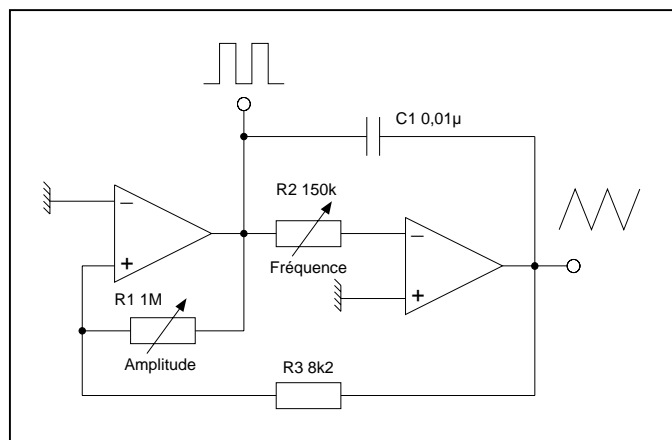 C1 0,01µ
R2 150k
Fréquence
R1 1M
Amplitude
R3 8k2
−
+
−
+